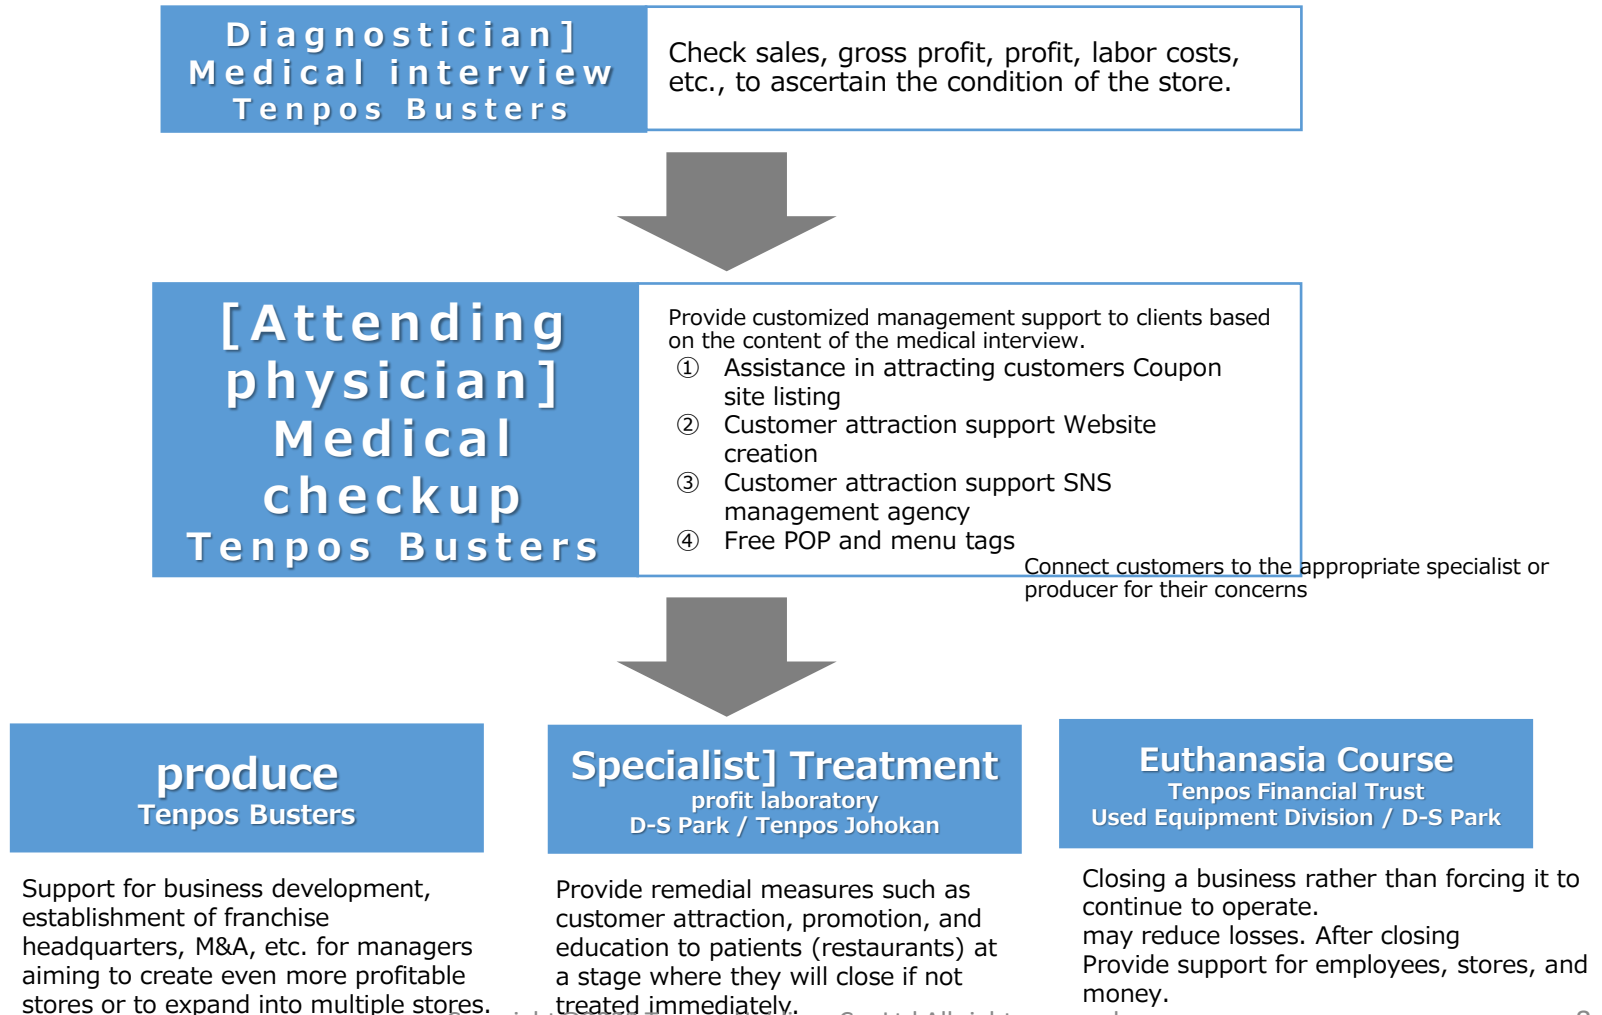 Diagnostician]
Medical interview
Tenpos Busters
Check sales, gross profit, profit, labor costs,
etc., to ascertain the condition of the store.
[Attending
physician]
Medical
checkup
Tenpos Busters
Provide customized management support to clients based
on the content of the medical interview.
① Assistance in attracting customers Coupon
site listing
② Customer attraction support Website
creation
③ Customer attraction support SNS
management agency
④ Free POP and menu tags
Connect customers to the appropriate specialist or
producer for their concerns
produce
Tenpos Busters
Support for business development,
establishment of franchise
headquarters, M&A, etc. for managers
aiming to create even more profitable
stores or to expand into multiple stores.
Specialist] Treatment
profit laboratory
D-S Park / Tenpos Johokan
Provide remedial measures such as
customer attraction, promotion, and
education to patients (restaurants) at
a stage where they will close if not
treated immediately.
Euthanasia Course
Tenpos Financial Trust
Used Equipment Division / D-S Park
Closing a business rather than forcing it to
continue to operate.
may reduce losses. After closing
Provide support for employees, stores, and
money.